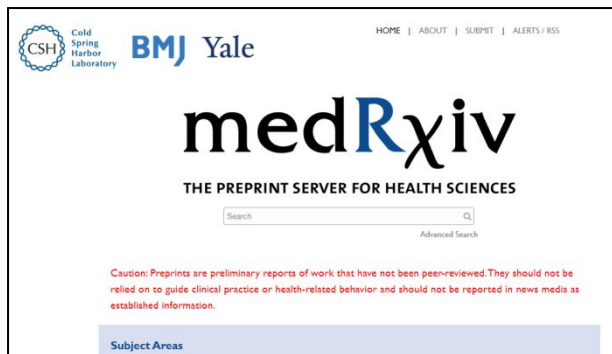 CSH
Cold
Spring
Harbor
Laboratory
BMJ
Yale
HOME | ABOUT | SUBMIT | ALERTS / RSS
medRχiv
THE PREPRINT SERVER FOR HEALTH SCIENCES
Search
Advanced Search
Caution: Preprints are preliminary reports of work that have not been peer-reviewed. They should not be
relied on to guide clinical practice or health-related behavior and should not be reported in news media as
established information.
Subject Areas